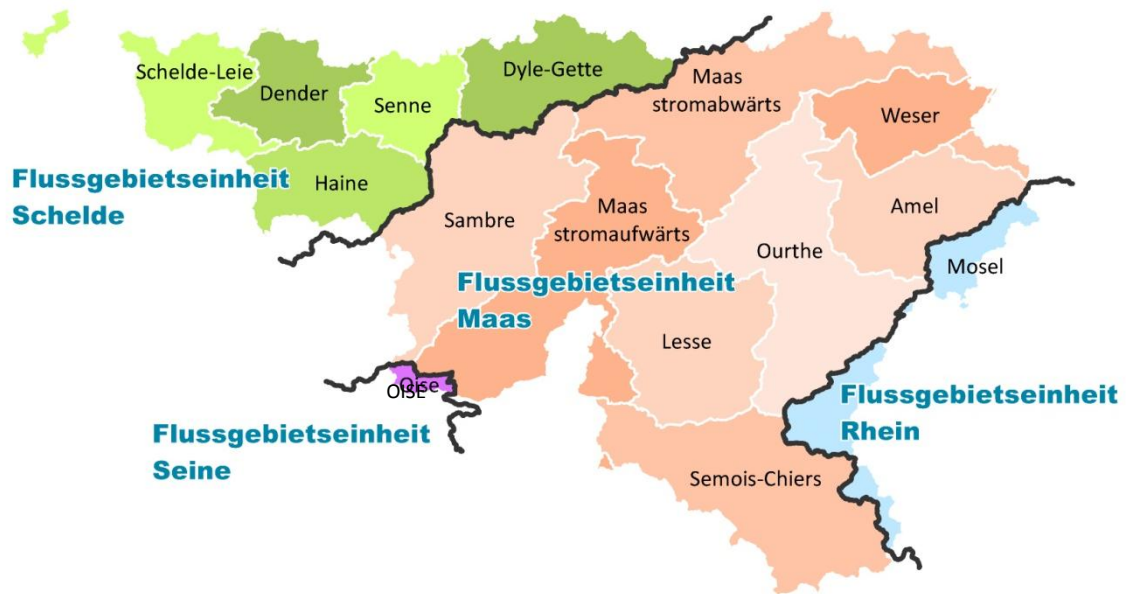 Schelde-Leie
Dender
Senne
Dyle-Gette
Haine
Flussgebietseinheit
Schelde
Maas
stromabwärts
Weser
Sambre
Maas
stromaufwärts
Ourthe
Amel
Mosel
Flussgebietseinheit
Maas
Lesse
Oise
OISE
Flussgebietseinheit
Seine
Flussgebietseinheit
Rhein
Semois-Chiers